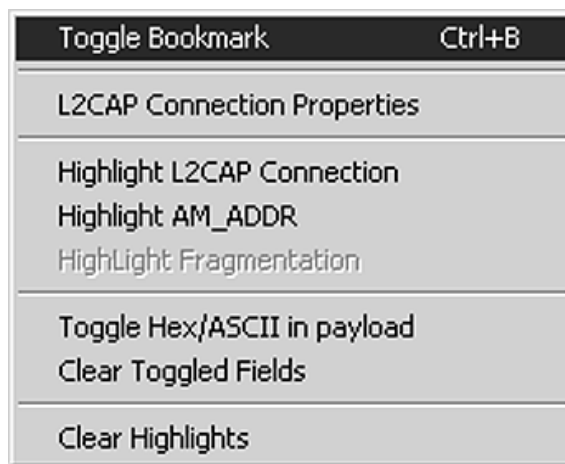 Toggle Bookmark Ctrl+B
L2CAP Connection Properties
Highlight L2CAP Connection
Highlight AM_ADDR
HighLight Fragmentation
Toggle Hex/ASCII in payload
Clear Toggled Fields
Clear Highlights